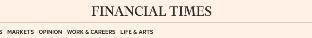 FINANCIAL TIMES
MARKETS OPINION WORK & CAREERS LIFE & ARTS